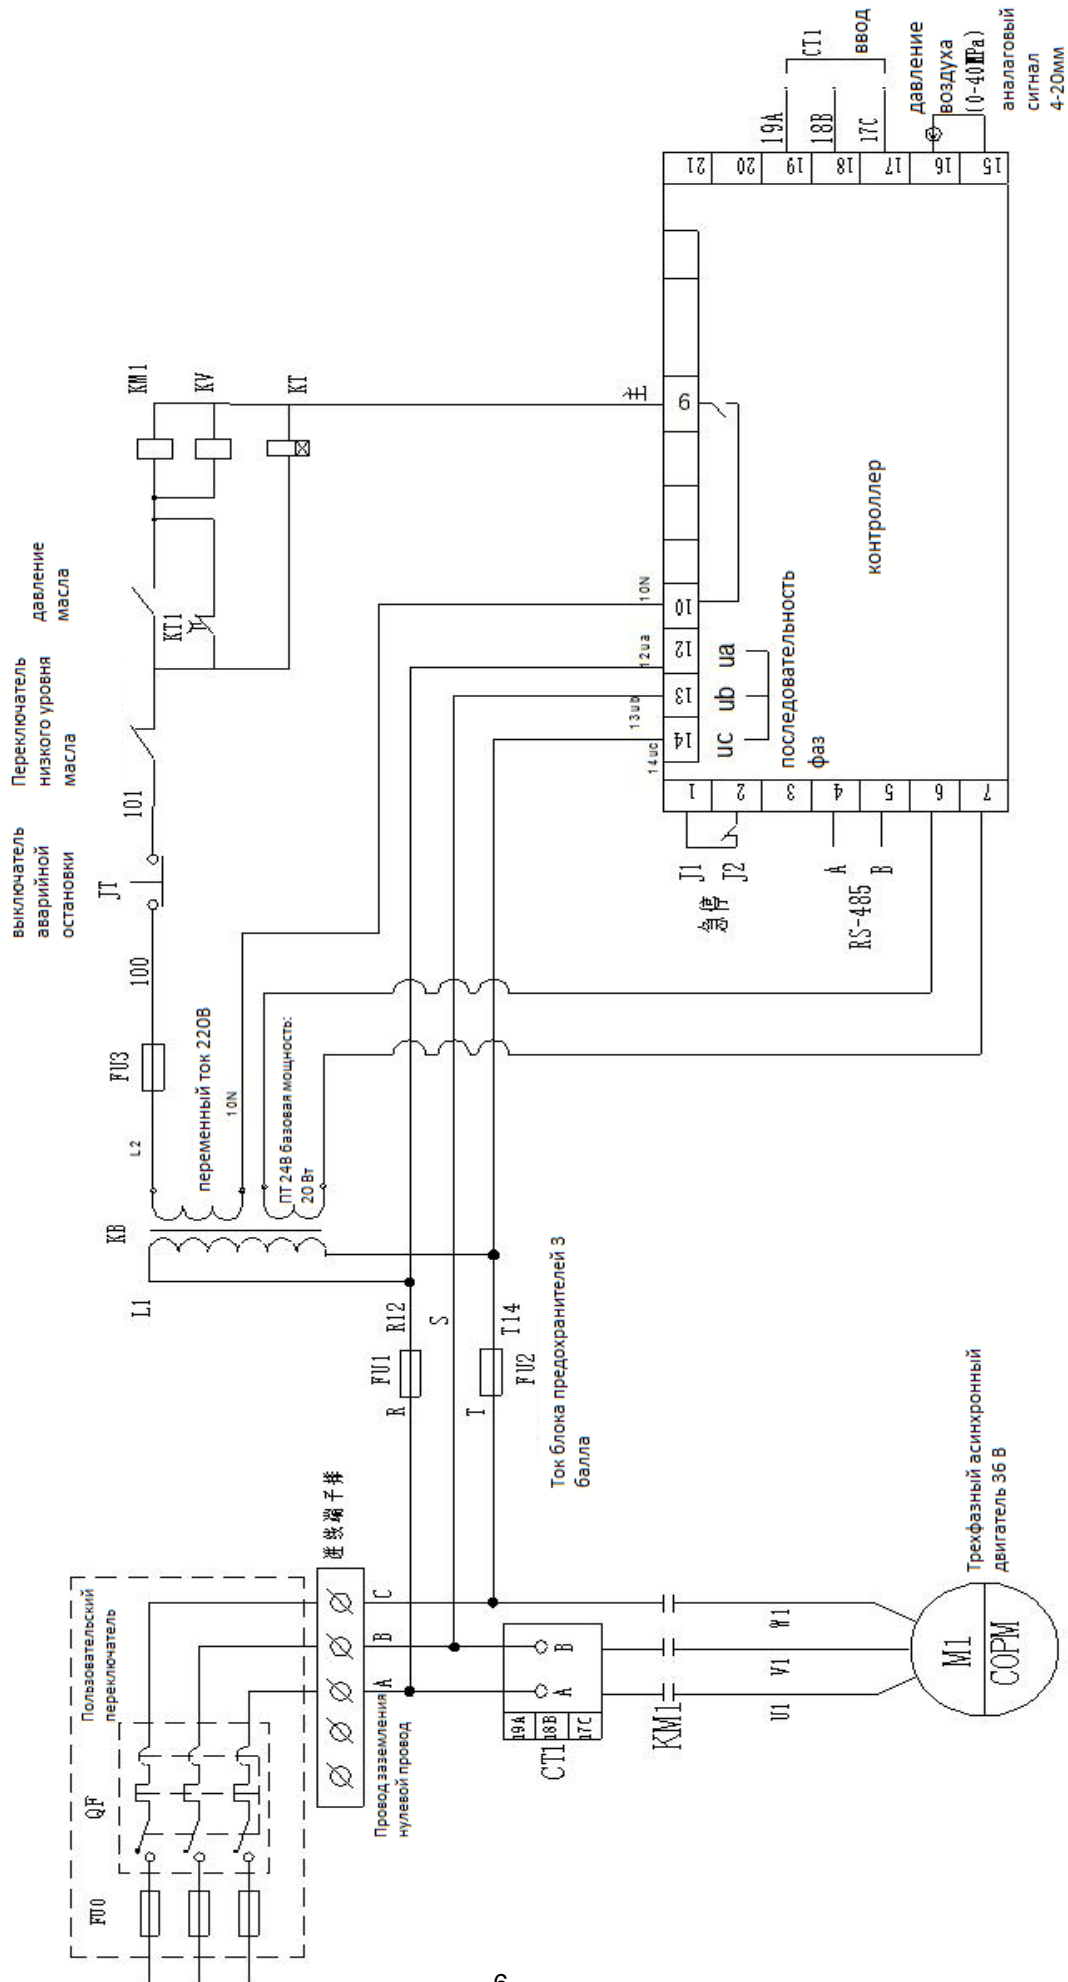 выключатель
аварийной
остановки
Переключатель
низкого уровня
масла
давление
масла
KM1
KV
KT
KT1
JT
100
101
FU3
L2
переменный ток 220В
10N
ПТ 24В базовая мощность:
20 Вт
KB
L1
主
9
10
12
13
14
10N
12ua
13ub
14uc
ua
ub
uc
последовательность
фаз
контроллер
1
2
3
4
5
6
7
J1
J2
急停
A
B
RS-485
21
20
19
18
17
16
15
19A
18B
17C
CT1
ввод
давление
воздуха
(0-40MPa)
аналаговый
сигнал
4-20мм
R12
FU1
R
S
T14
FU2
T
Ток блока предохранителей 3
балла
Пользовательский
переключатель
QF
FU0
进线端子排
C
B
A
Провод заземления
нулевой провод
A
B
19A
18B
17C
CT1
KM1
U1
V1
W1
M1
COPM
Трехфазный асинхронный
двигатель 36 В
6